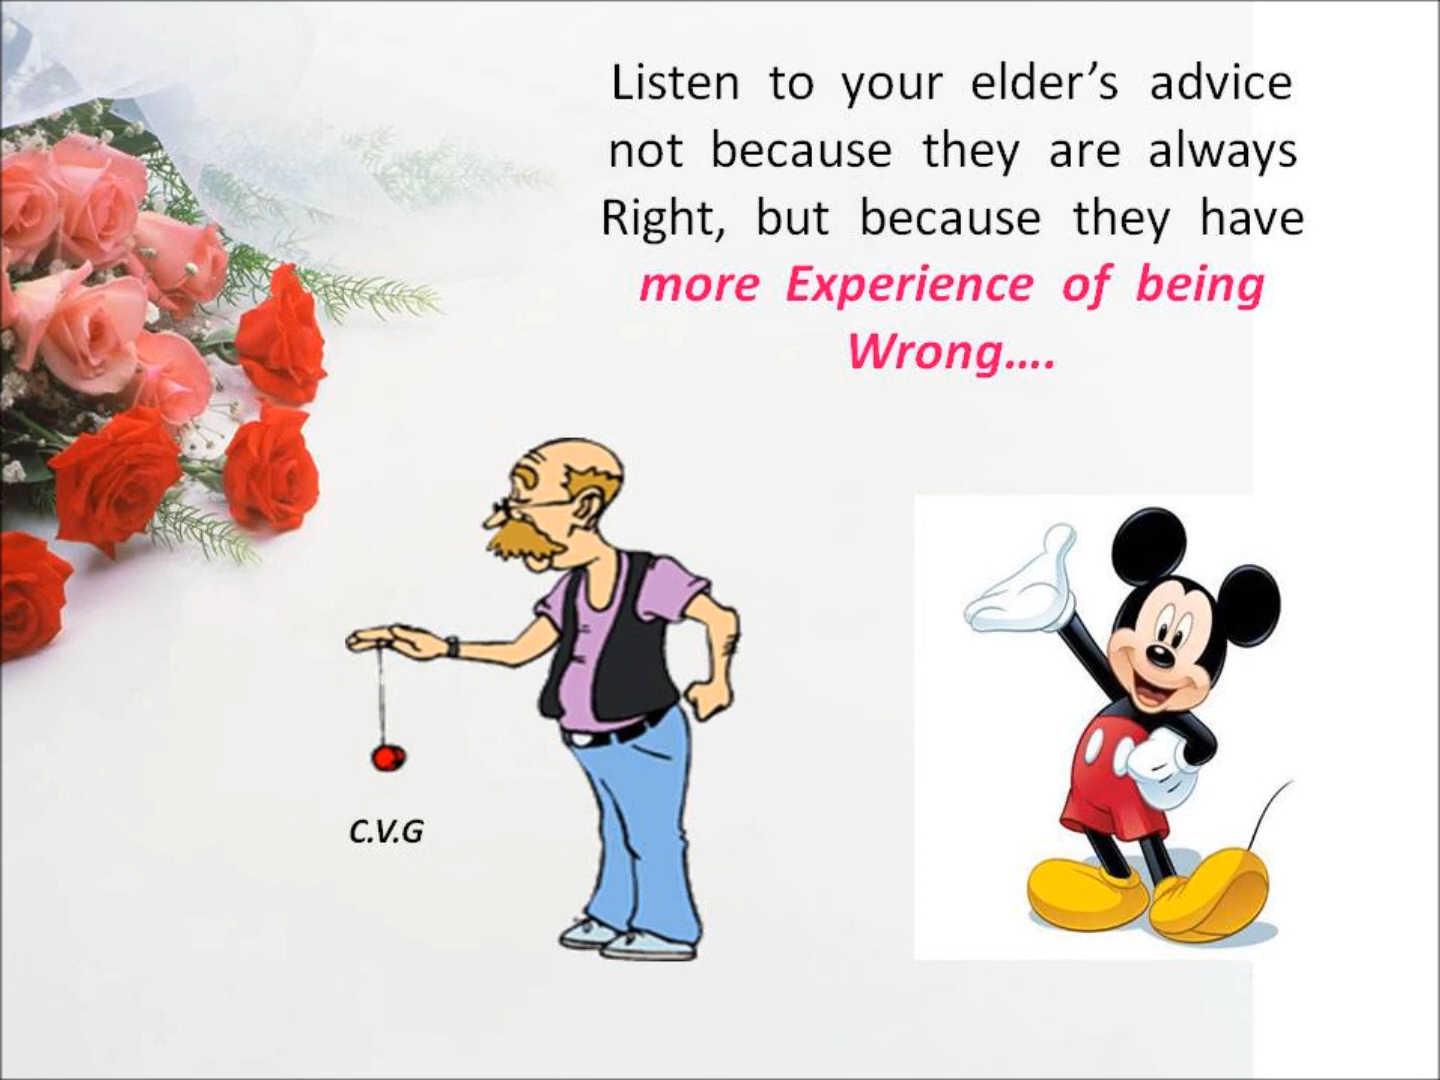 Listen to your elder’s advice
not because they are always
Right, but because they have
more Experience of being
Wrong....
C.V.G